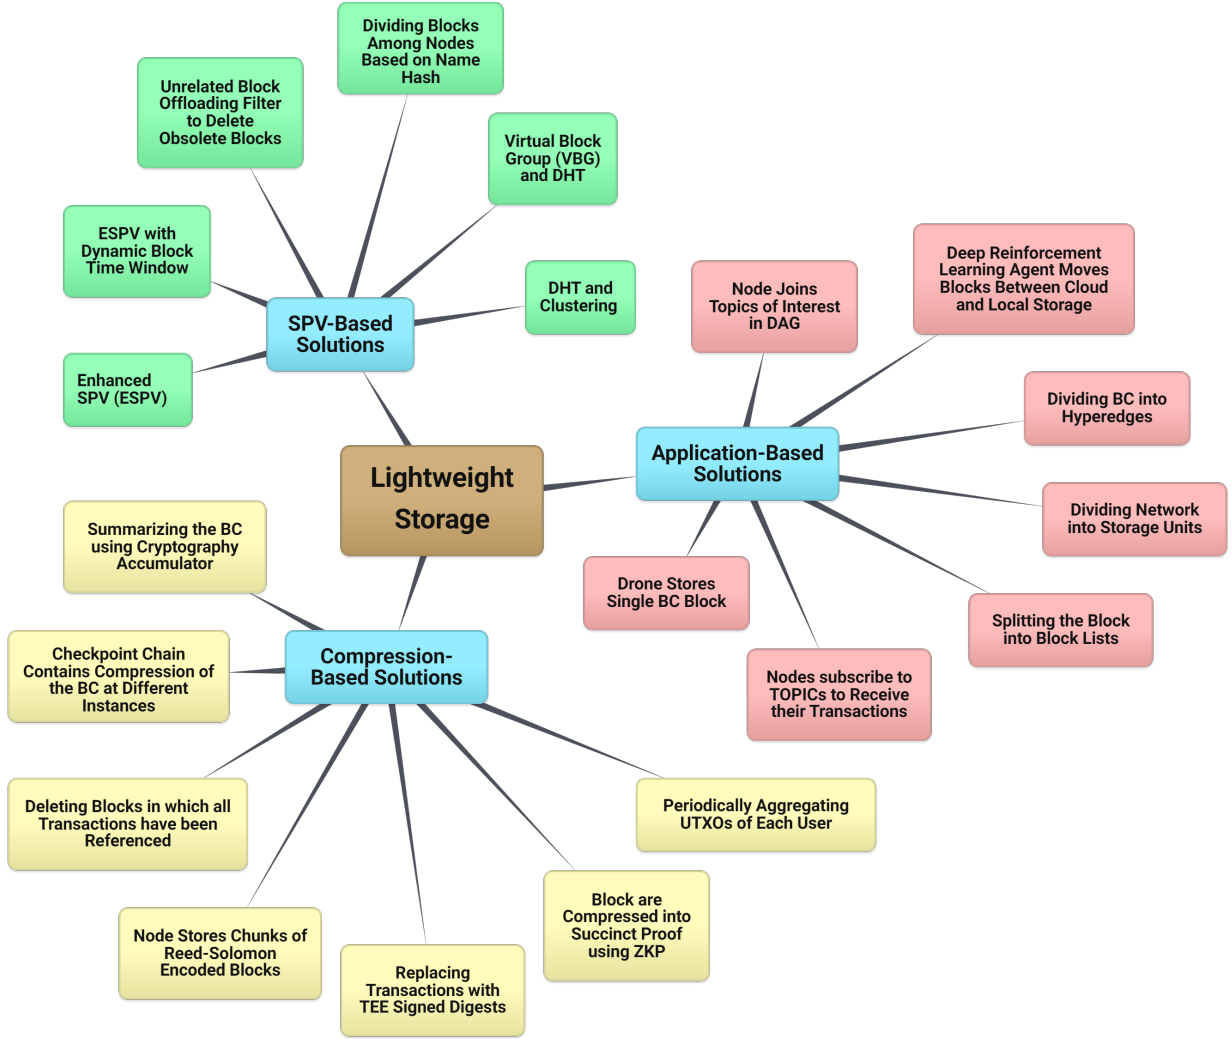 Dividing Blocks
Among Nodes
Based on Name
Hash
Unrelated Block
Offloading Filter
to Delete
Obsolete Blocks
Virtual Block
Group (VBG)
and DHT
ESPV with
Dynamic Block
Time Window
DHT and
Clustering
SPV-Based
Solutions
Enhanced
SPV (ESPV)
Node Joins
Topics of Interest
in DAG
Deep Reinforcement
Learning Agent Moves
Blocks Between Cloud
and Local Storage
Dividing BC into
Hyperedges
Application-Based
Solutions
Dividing Network
into Storage Units
Drone Stores
Single BC Block
Splitting the Block
into Block Lists
Nodes subscribe to
TOPICs to Receive
their Transactions
Lightweight
Storage
Summarizing the BC
using Cryptography
Accumulator
Compression-
Based Solutions
Checkpoint Chain
Contains Compression of
the BC at Different
Instances
Deleting Blocks in which all
Transactions have been
Referenced
Periodically Aggregating
UTXOs of Each User
Node Stores Chunks of
Reed-Solomon
Encoded Blocks
Replacing
Transactions with
TEE Signed Digests
Block are
Compressed into
Succinct Proof
using ZKP